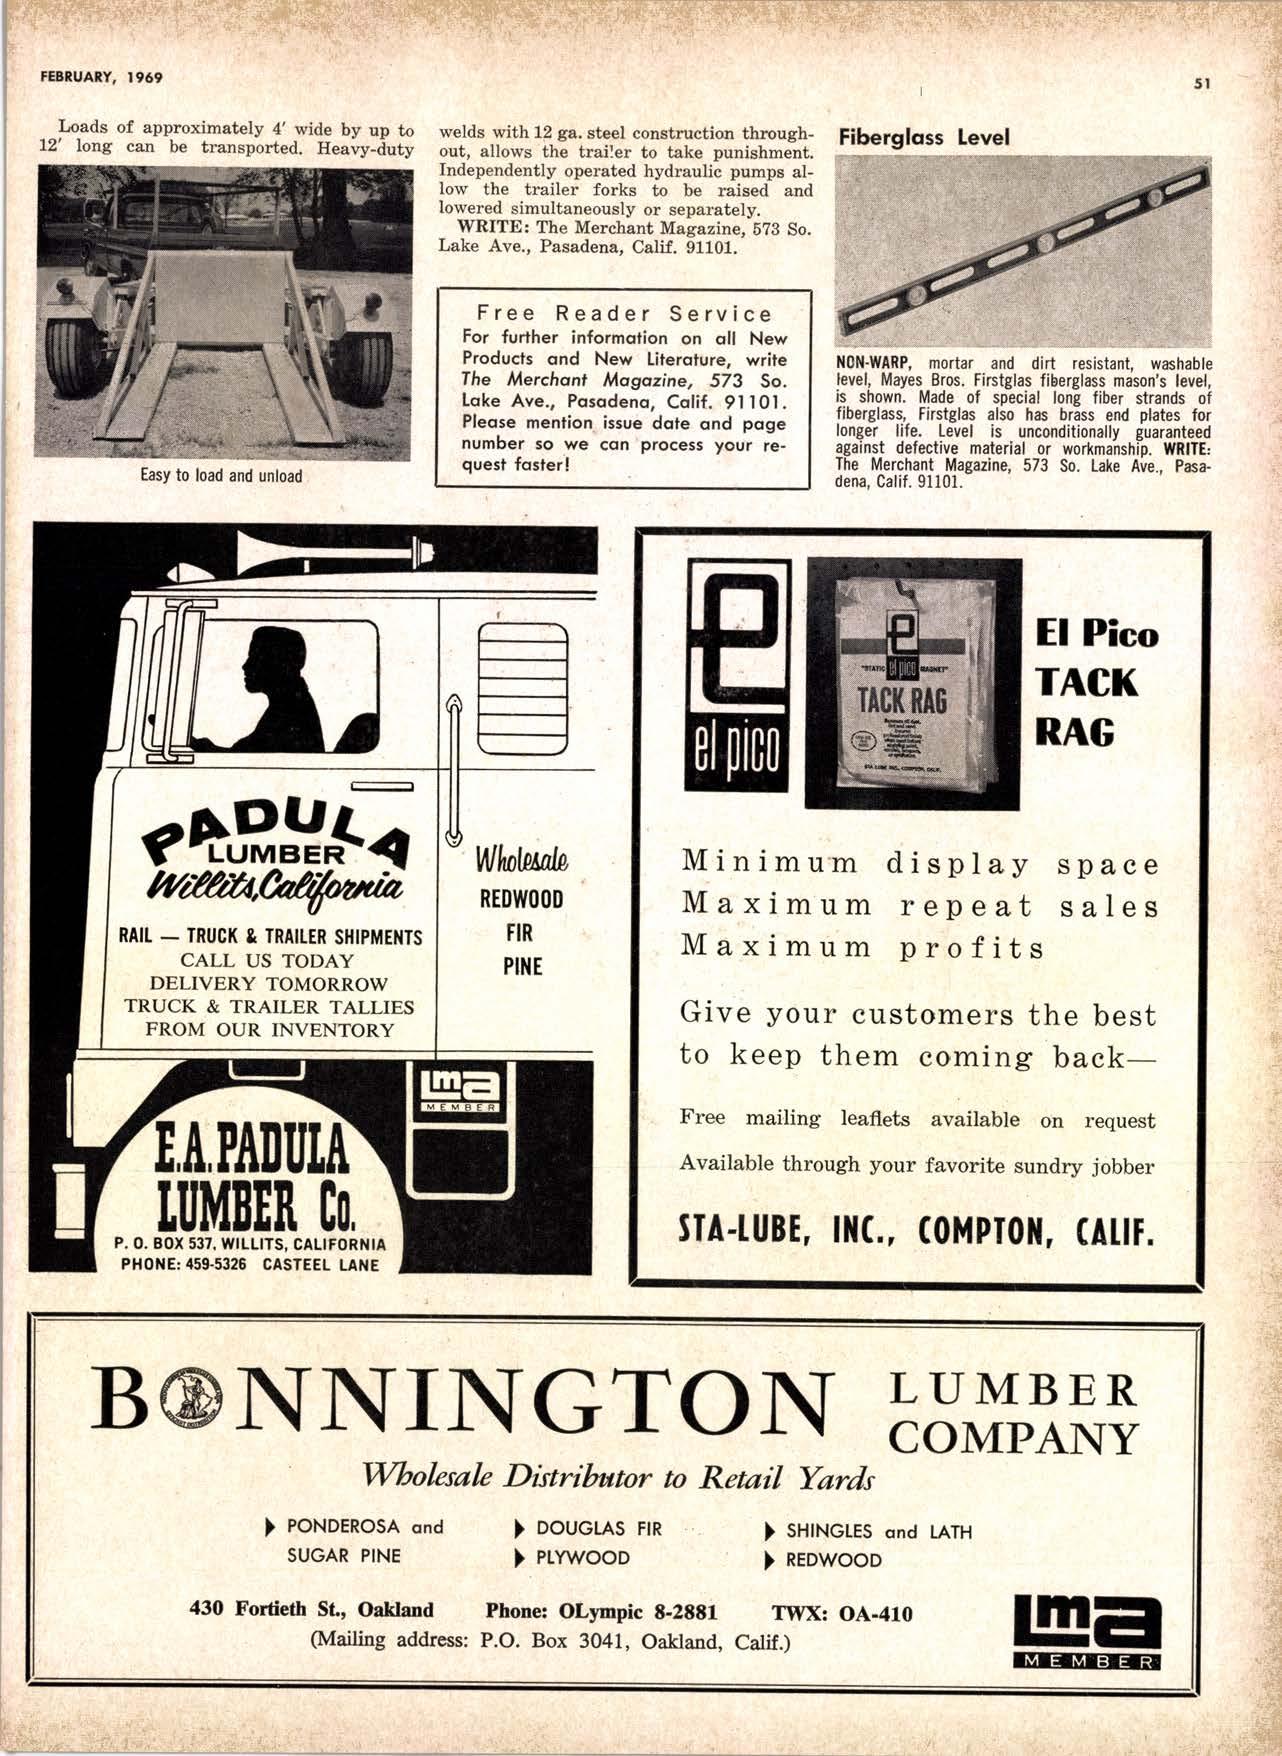 FEBRUARY, 1969
51
Loads of approximately 4' wide by up to
12' long can be transported. Heavy-duty
Easy to load and unload
welds with 12 ga. steel construction through-
out, allows the trailer to take punishment.
Independently operated hydraulic pumps al-
low the trailer forks to be raised and
lowered simultaneously or separately.
WRITE: The Merchant Magazine, 573 So.
Lake Ave., Pasadena, Calif. 91101.
Free Reader Service
For further information on all New
Products and New Literature, write
The Merchant Magazine, 573 So.
Lake Ave., Pasadena, Calif. 91101.
Please mention issue date and page
number so we can process your re-
quest faster!
Fiberglass Level
NON-WARP, mortar and dirt resistant, washable
level, Mayes Bros. Firstglas fiberglass mason's level,
is shown. Made of special long fiber strands of
fiberglass, Firstglas also has brass end plates for
longer life. Level is unconditionally guaranteed
against defective material or workmanship. WRITE:
The Merchant Magazine, 573 So. Lake Ave., Pasa-
dena, Calif. 91101.
PADULA
LUMBER
Willits, California
RAIL — TRUCK & TRAILER SHIPMENTS
CALL US TODAY
DELIVERY TOMORROW
TRUCK & TRAILER TALLIES
FROM OUR INVENTORY
Wholesale
REDWOOD
FIR
PINE
lma
MEMBER
E.A. PADULA
LUMBER Co.
P. O. BOX 537, WILLITS, CALIFORNIA
PHONE: 459-5326 CASTEEL LANE
el pico
"STATIC el pico MAGNET"
TACK RAG
STA-LUBE INC., COMPTON, CALIF.
El Pico
TACK
RAG
Minimum display space
Maximum repeat sales
Maximum profits
Give your customers the best
to keep them coming back—
Free mailing leaflets available on request
Available through your favorite sundry jobber
STA-LUBE, INC., COMPTON, CALIF.
BONNINGTON
LUMBER
COMPANY
Wholesale Distributor to Retail Yards
PONDEROSA and
SUGAR PINE
DOUGLAS FIR
PLYWOOD
SHINGLES and LATH
REDWOOD
430 Fortieth St., Oakland Phone: OLympic 8-2881 TWX: OA-410
(Mailing address: P.O. Box 3041, Oakland, Calif.)
lma
MEMBER